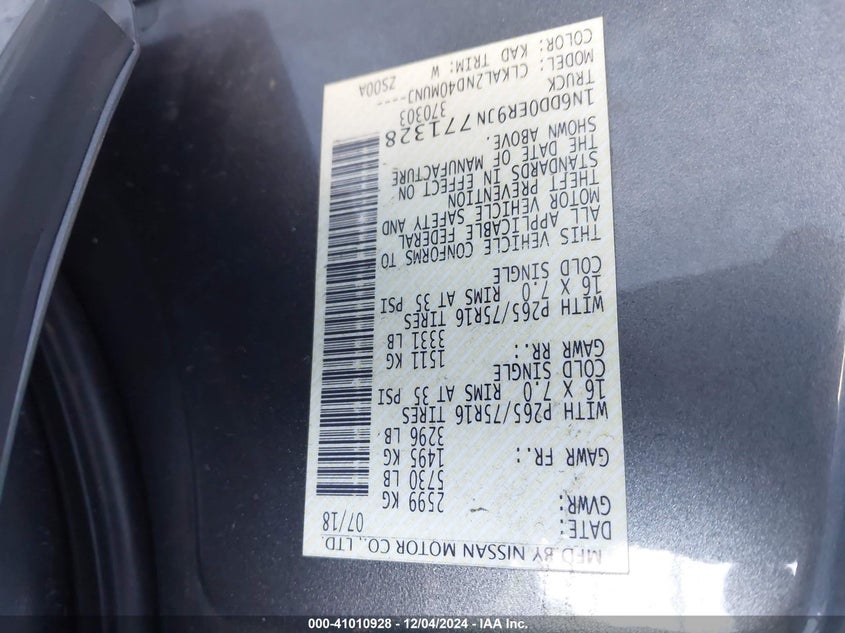 MFD BY NISSAN MOTOR CO., LTD.
DATE: 07/18
GVWR: 2599 KG
5730 LB
GAWR FR.: 1495 KG
3296 LB
WITH P265/75R16 TIRES
16 X 7.0 RIMS AT 35 PSI
COLD SINGLE
GAWR RR.: 1511 KG
3331 LB
WITH P265/75R16 TIRES
16 X 7.0 RIMS AT 35 PSI
COLD SINGLE
THIS VEHICLE CONFORMS TO
ALL APPLICABLE FEDERAL
MOTOR VEHICLE SAFETY AND
THEFT PREVENTION
STANDARDS IN EFFECT ON
THE DATE OF MANUFACTURE
SHOWN ABOVE.
1N6DD0ER9JN771328
TRUCK 370303
MODEL: CLKAL2ND40MUNJ----
COLOR: KAD TRIM: W ZS00A
000-41010928 - 12/04/2024 - IAA Inc.